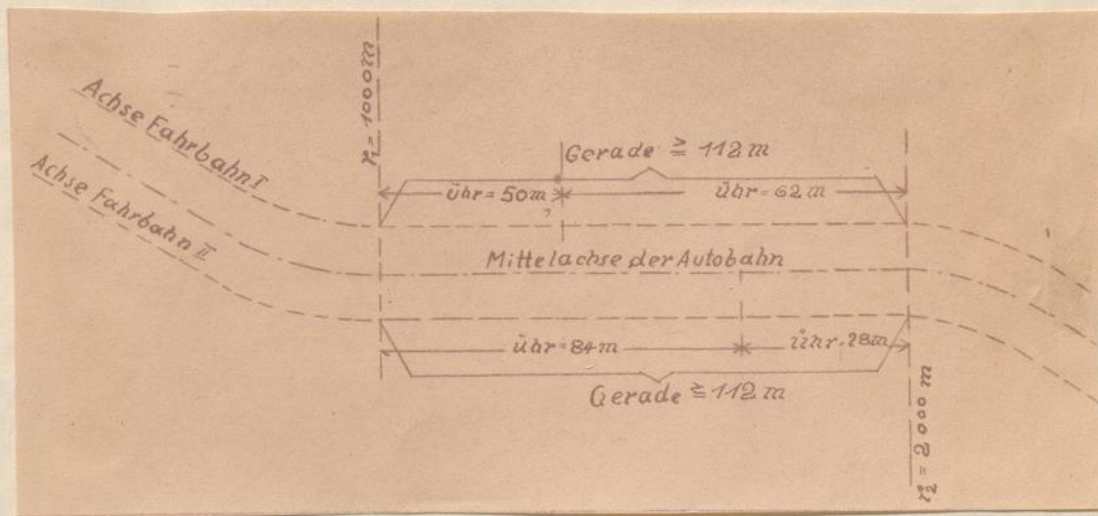 Achse Fahrbahn I
Achse Fahrbahn II
r₁ = 1000 m
Gerade ≧ 112 m
ühr = 50 m
ühr = 62 m
Mittelachse der Autobahn
ühr = 84 m
ühr = 28 m
Gerade ≧ 112 m
r₂ = 2000 m